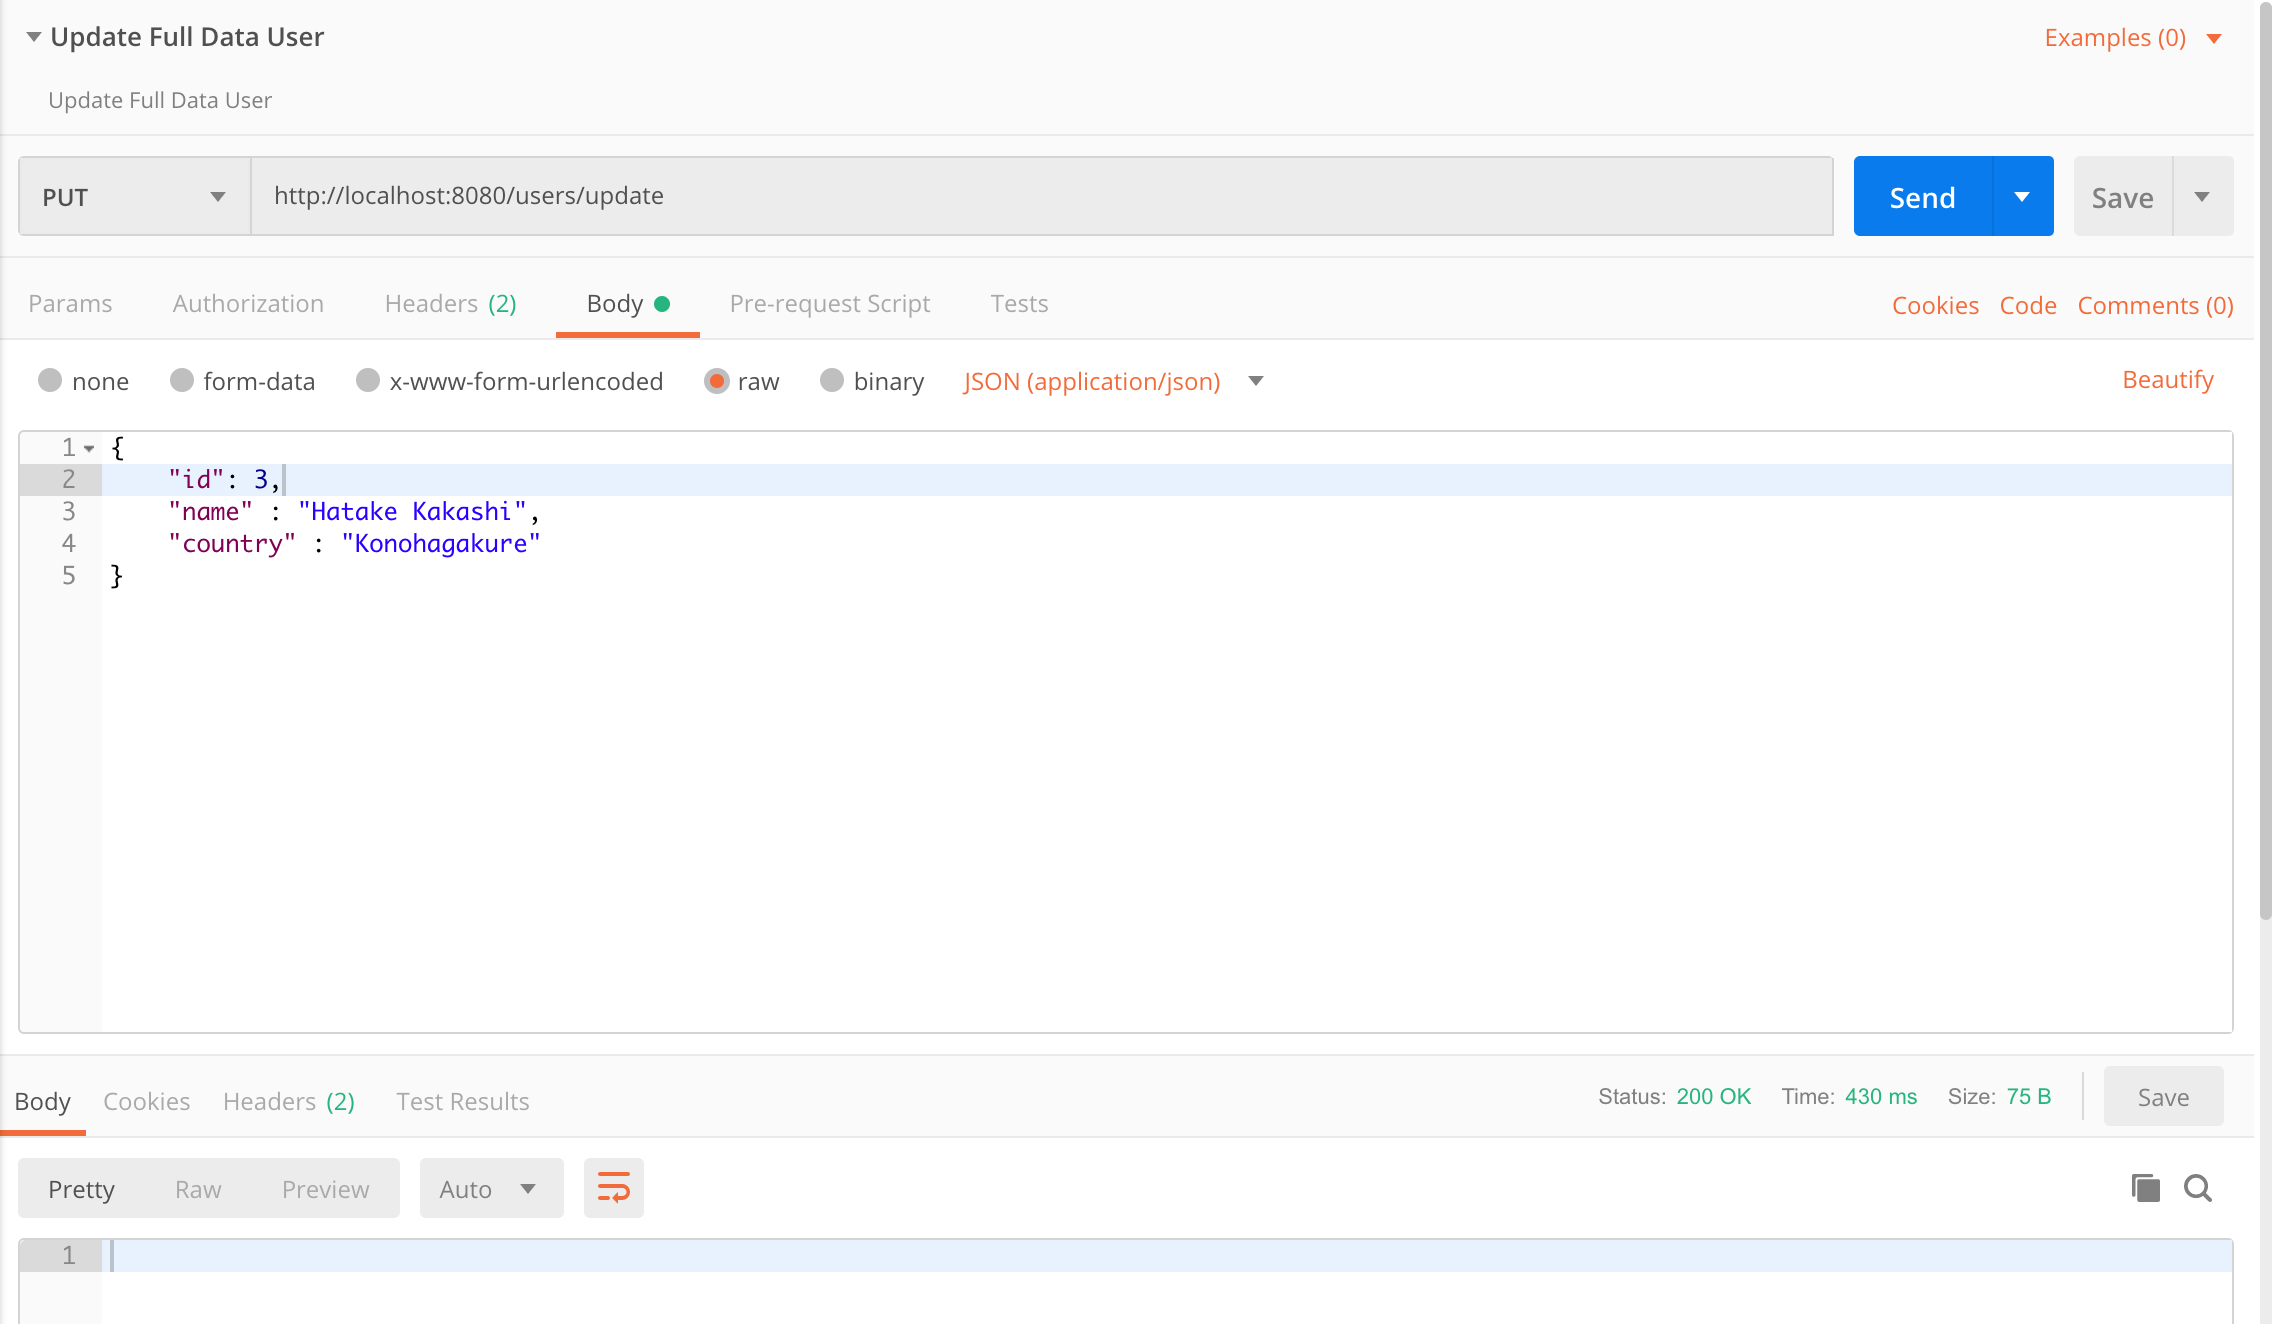 Update Full Data User
Examples (0)
Update Full Data User
PUT
http://localhost:8080/users/update
Send
Save
Params Authorization Headers (2) Body Pre-request Script Tests
Cookies Code Comments (0)
none form-data x-www-form-urlencoded raw binary JSON (application/json)
Beautify
1 {
2 "id": 3,
3 "name" : "Hatake Kakashi",
4 "country" : "Konohagakure"
5 }
Body Cookies Headers (2) Test Results
Status: 200 OK Time: 430 ms Size: 75 B
Save
Pretty Raw Preview Auto
1